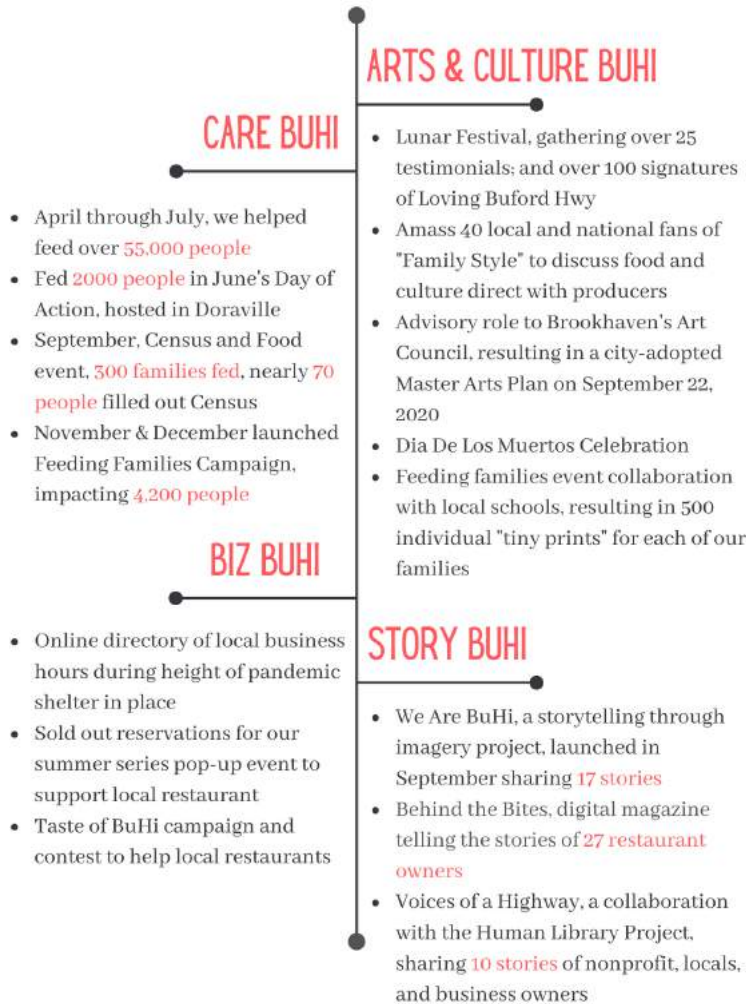 ARTS & CULTURE BUHI
Lunar Festival, gathering over 25
testimonials; and over 100 signatures
of Loving Buford Hwy
Amass 40 local and national fans of
"Family Style" to discuss food and
culture direct with producers
Advisory role to Brookhaven's Art
Council, resulting in a city-adopted
Master Arts Plan on September 22,
2020
Dia De Los Muertos Celebration
Feeding families event collaboration
with local schools, resulting in 500
individual "tiny prints" for each of our
families
CARE BUHI
April through July, we helped
feed over 55,000 people
Fed 2000 people in June's Day of
Action, hosted in Doraville
September, Census and Food
event, 300 families fed, nearly 70
people filled out Census
November & December launched
Feeding Families Campaign,
impacting 4,200 people
BIZ BUHI
Online directory of local business
hours during height of pandemic
shelter in place
Sold out reservations for our
summer series pop-up event to
support local restaurant
Taste of BuHi campaign and
contest to help local restaurants
STORY BUHI
We Are BuHi, a storytelling through
imagery project, launched in
September sharing 17 stories
Behind the Bites, digital magazine
telling the stories of 27 restaurant
owners
Voices of a Highway, a collaboration
with the Human Library Project,
sharing 10 stories of nonprofit, locals,
and business owners